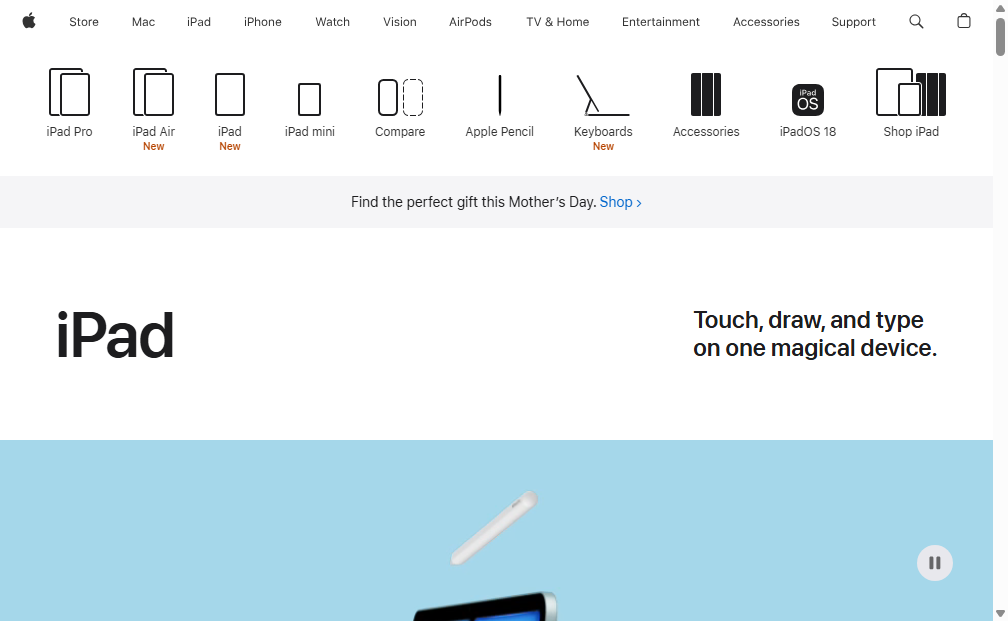 Store Mac iPad iPhone Watch Vision AirPods TV & Home Entertainment Accessories Support
iPad Pro
iPad Air
New
iPad
New
iPad mini
Compare
Apple Pencil
Keyboards
New
Accessories
iPad
OS
iPadOS 18
Shop iPad
Find the perfect gift this Mother’s Day. Shop >
iPad
Touch, draw, and type
on one magical device.